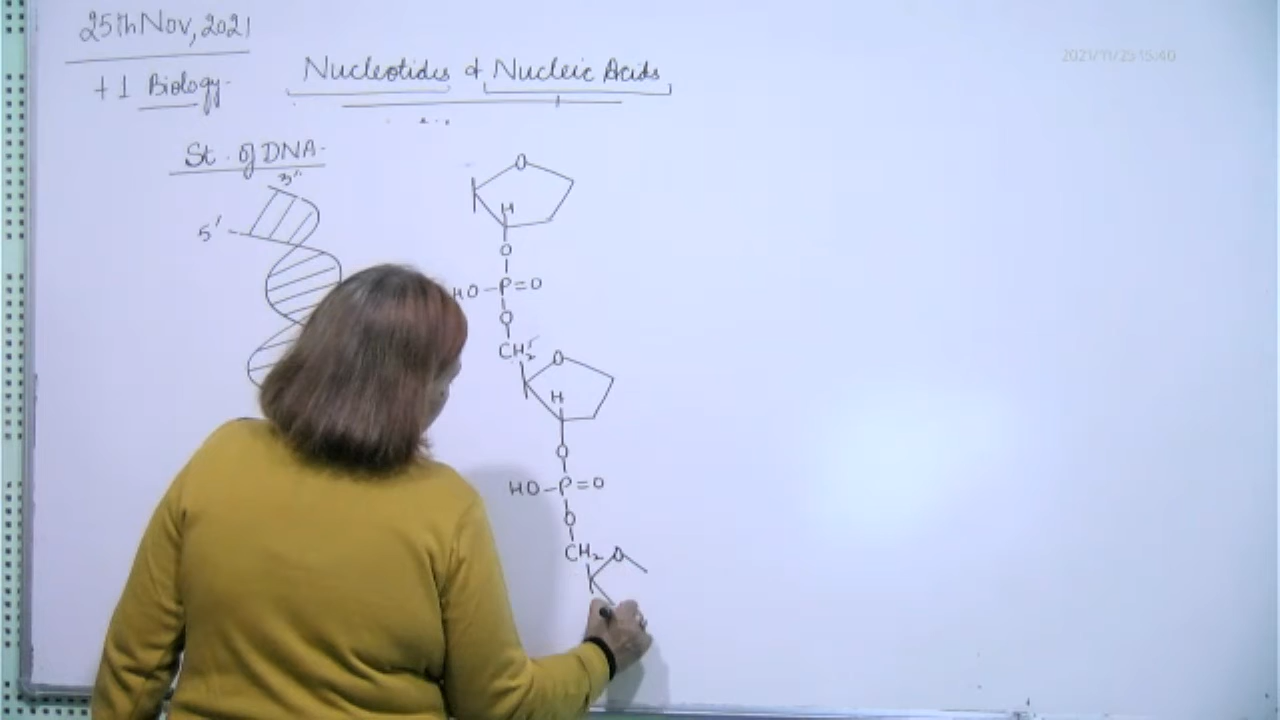 25th Nov, 2021
2021/11/25 15:40
+1 Biology
Nucleotides & Nucleic Acids
St. of DNA
3'
5'
O
H
O
HO-P=O
O
CH2 5'
O
H
O
HO-P=O
O
CH2
O